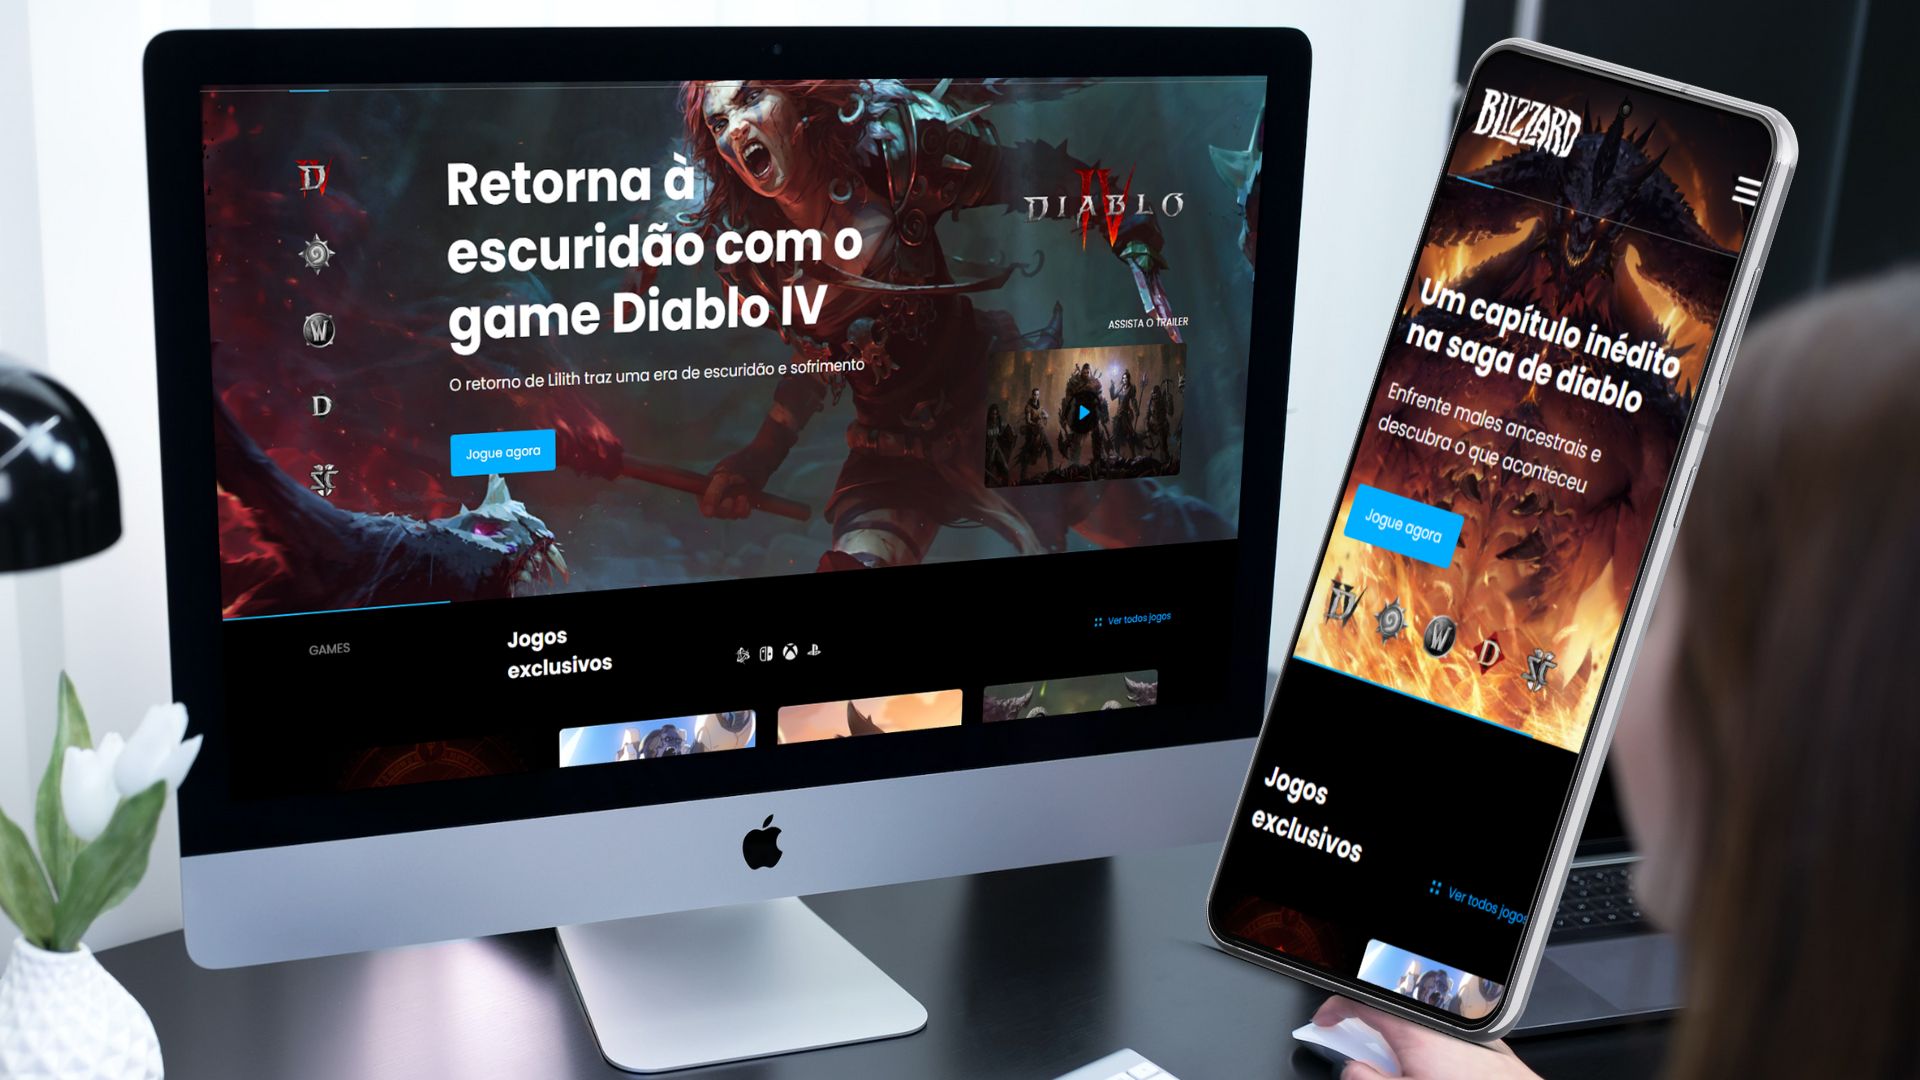 Retorna à
escuridão com o
game Diablo IV
O retorno de Lilith traz uma era de escuridão e sofrimento
Jogue agora
DIABLO
IV
ASSISTA O TRAILER
GAMES
Jogos
exclusivos
Ver todos jogos
BLIZZARD
Um capítulo inédito
na saga de diablo
Enfrente males ancestrais e
descubra o que aconteceu
Jogue agora
Jogos
exclusivos
Ver todos jogos